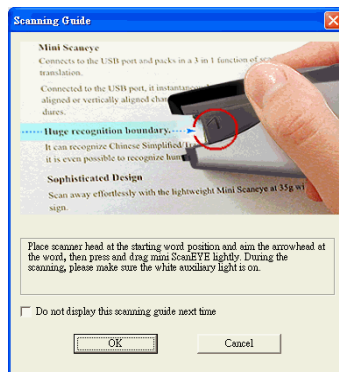 Scanning Guide
Mini Scaneye
Connects to the USB port and packs in a 3 in 1 function of
translation.
Connected to the USB port, it
aligned or vertically aligned
dures.
Huge recognition boundary.
It can recognize Chinese Simplified/
it is even possible to recognize
Sophisticated Design
Scan away effortlessly with the lightweight Mini Scaneye at 35g
sign.
Place scanner head at the starting word position and aim the arrowhead at
the word, then press and drag mini ScanEYE lightly. During the
scanning, please make sure the white auxiliary light is on.
Do not display this scanning guide next time
OK
Cancel